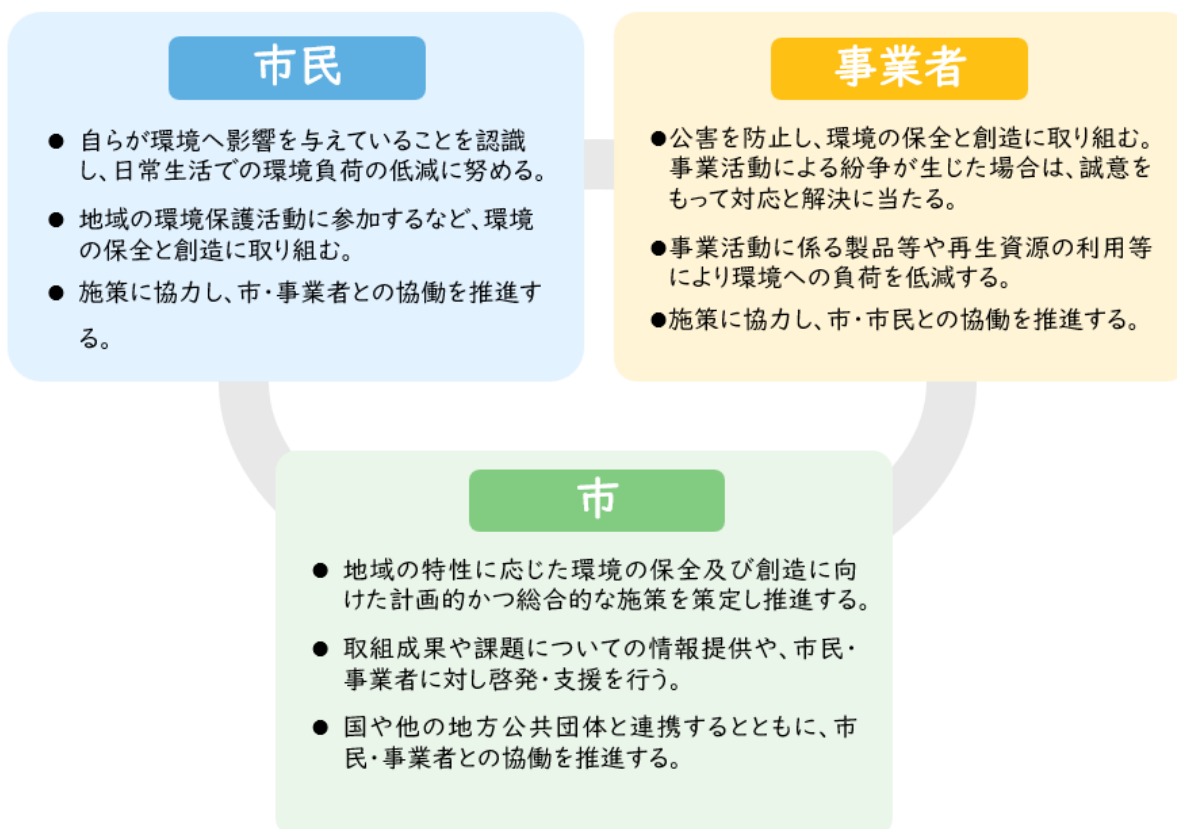 市民
● 自らが環境へ影響を与えていることを認識
し、日常生活での環境負荷の低減に努める。
● 地域の環境保護活動に参加するなど、環境
の保全と創造に取り組む。
● 施策に協力し、市・事業者との協働を推進す
る。
事業者
●公害を防止し、環境の保全と創造に取り組む。
事業活動による紛争が生じた場合は、誠意を
もって対応と解決に当たる。
●事業活動に係る製品等や再生資源の利用等
により環境への負荷を低減する。
●施策に協力し、市・市民との協働を推進する。
市
● 地域の特性に応じた環境の保全及び創造に向
けた計画的かつ総合的な施策を策定し推進する。
● 取組成果や課題についての情報提供や、市民・
事業者に対し啓発・支援を行う。
● 国や他の地方公共団体と連携するとともに、市
民・事業者との協働を推進する。